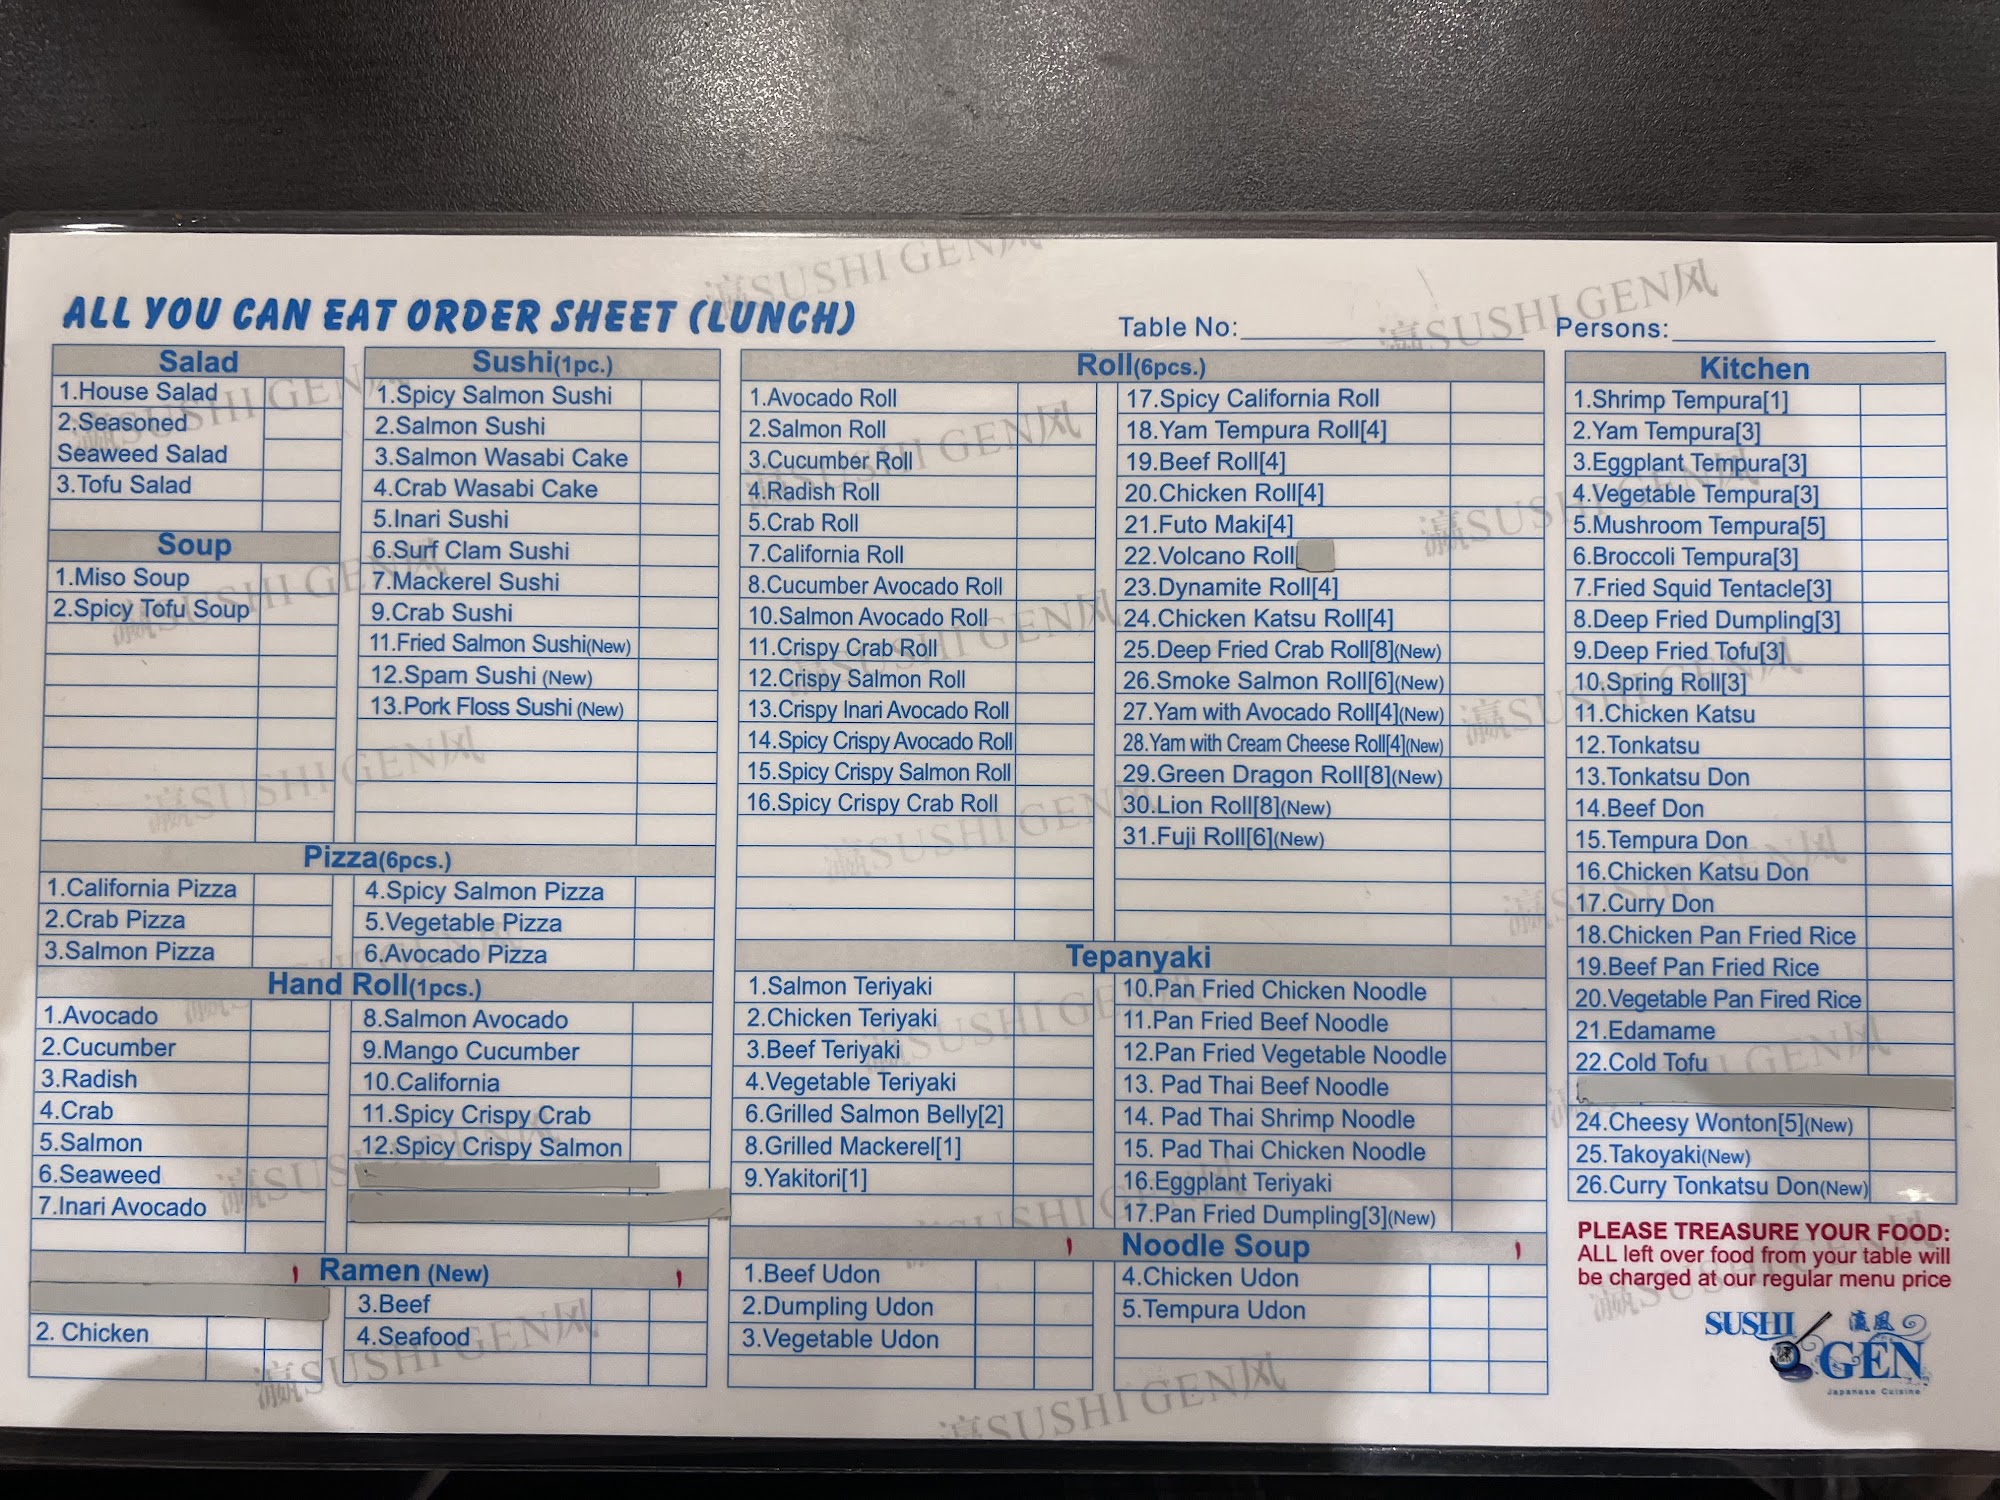 ALL YOU CAN EAT ORDER SHEET (LUNCH)
Table No:
Persons:
Salad
1.House Salad
2.Seasoned
Seaweed Salad
3.Tofu Salad
Soup
1.Miso Soup
2.Spicy Tofu Soup
Sushi(1pc.)
1.Spicy Salmon Sushi
2.Salmon Sushi
3.Salmon Wasabi Cake
4.Crab Wasabi Cake
5.Inari Sushi
6.Surf Clam Sushi
7.Mackerel Sushi
9.Crab Sushi
11.Fried Salmon Sushi(New)
12.Spam Sushi (New)
13.Pork Floss Sushi (New)
Pizza(6pcs.)
1.California Pizza
2.Crab Pizza
3.Salmon Pizza
4.Spicy Salmon Pizza
5.Vegetable Pizza
6.Avocado Pizza
Hand Roll(1pcs.)
1.Avocado
2.Cucumber
3.Radish
4.Crab
5.Salmon
6.Seaweed
7.Inari Avocado
8.Salmon Avocado
9.Mango Cucumber
10.California
11.Spicy Crispy Crab
12.Spicy Crispy Salmon
Ramen (New)
2. Chicken
3.Beef
4.Seafood
Roll(6pcs.)
1.Avocado Roll
2.Salmon Roll
3.Cucumber Roll
4.Radish Roll
5.Crab Roll
7.California Roll
8.Cucumber Avocado Roll
10.Salmon Avocado Roll
11.Crispy Crab Roll
12.Crispy Salmon Roll
13.Crispy Inari Avocado Roll
14.Spicy Crispy Avocado Roll
15.Spicy Crispy Salmon Roll
16.Spicy Crispy Crab Roll
17.Spicy California Roll
18.Yam Tempura Roll[4]
19.Beef Roll[4]
20.Chicken Roll[4]
21.Futo Maki[4]
22.Volcano Roll
23.Dynamite Roll[4]
24.Chicken Katsu Roll[4]
25.Deep Fried Crab Roll[8](New)
26.Smoke Salmon Roll[6](New)
27.Yam with Avocado Roll[4](New)
28.Yam with Cream Cheese Roll[4](New)
29.Green Dragon Roll[8](New)
30.Lion Roll[8](New)
31.Fuji Roll[6](New)
Tepanyaki
1.Salmon Teriyaki
2.Chicken Teriyaki
3.Beef Teriyaki
4.Vegetable Teriyaki
6.Grilled Salmon Belly[2]
8.Grilled Mackerel[1]
9.Yakitori[1]
10.Pan Fried Chicken Noodle
11.Pan Fried Beef Noodle
12.Pan Fried Vegetable Noodle
13. Pad Thai Beef Noodle
14. Pad Thai Shrimp Noodle
15. Pad Thai Chicken Noodle
16.Eggplant Teriyaki
17.Pan Fried Dumpling[3](New)
Noodle Soup
1.Beef Udon
2.Dumpling Udon
3.Vegetable Udon
4.Chicken Udon
5.Tempura Udon
Kitchen
1.Shrimp Tempura[1]
2.Yam Tempura[3]
3.Eggplant Tempura[3]
4.Vegetable Tempura[3]
5.Mushroom Tempura[5]
6.Broccoli Tempura[3]
7.Fried Squid Tentacle[3]
8.Deep Fried Dumpling[3]
9.Deep Fried Tofu[3]
10.Spring Roll[3]
11.Chicken Katsu
12.Tonkatsu
13.Tonkatsu Don
14.Beef Don
15.Tempura Don
16.Chicken Katsu Don
17.Curry Don
18.Chicken Pan Fried Rice
19.Beef Pan Fried Rice
20.Vegetable Pan Fired Rice
21.Edamame
22.Cold Tofu
24.Cheesy Wonton[5](New)
25.Takoyaki(New)
26.Curry Tonkatsu Don(New)
PLEASE TREASURE YOUR FOOD:
ALL left over food from your table will
be charged at our regular menu price
SUSHI 瀛風
GEN
Japanese Cuisine
瀛SUSHI GEN风